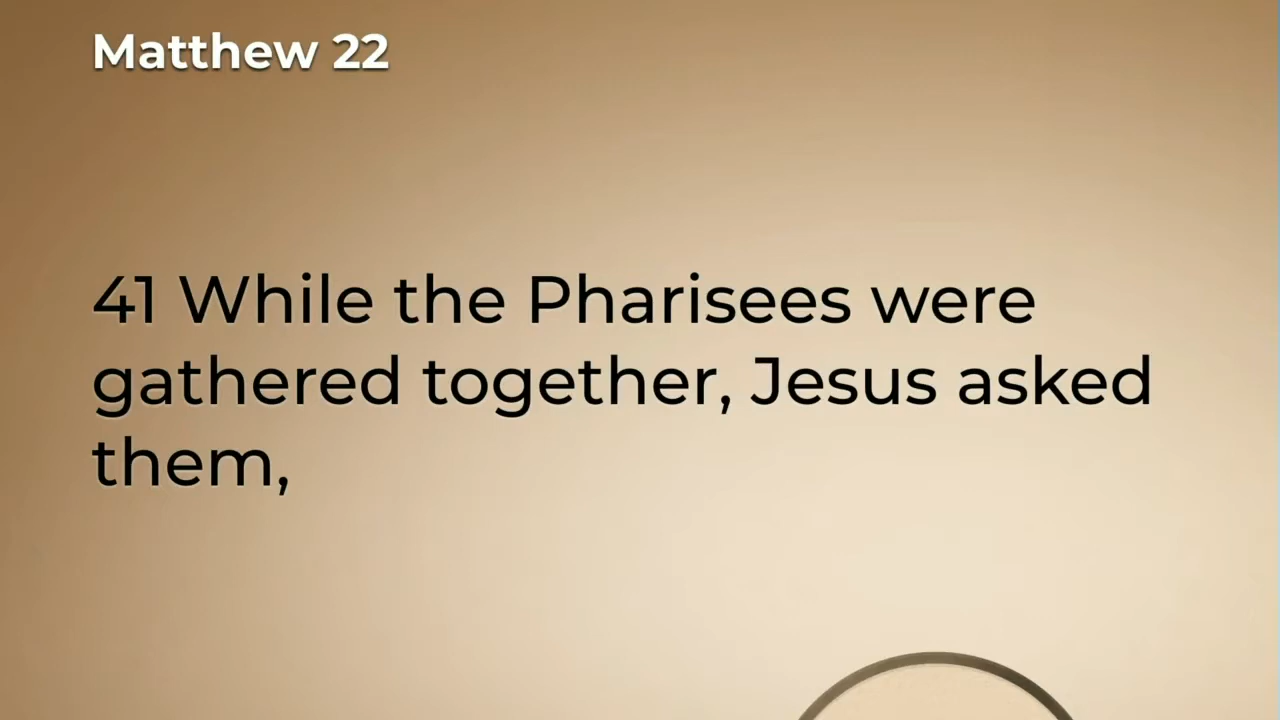 Matthew 22
41 While the Pharisees were
gathered together, Jesus asked
them,